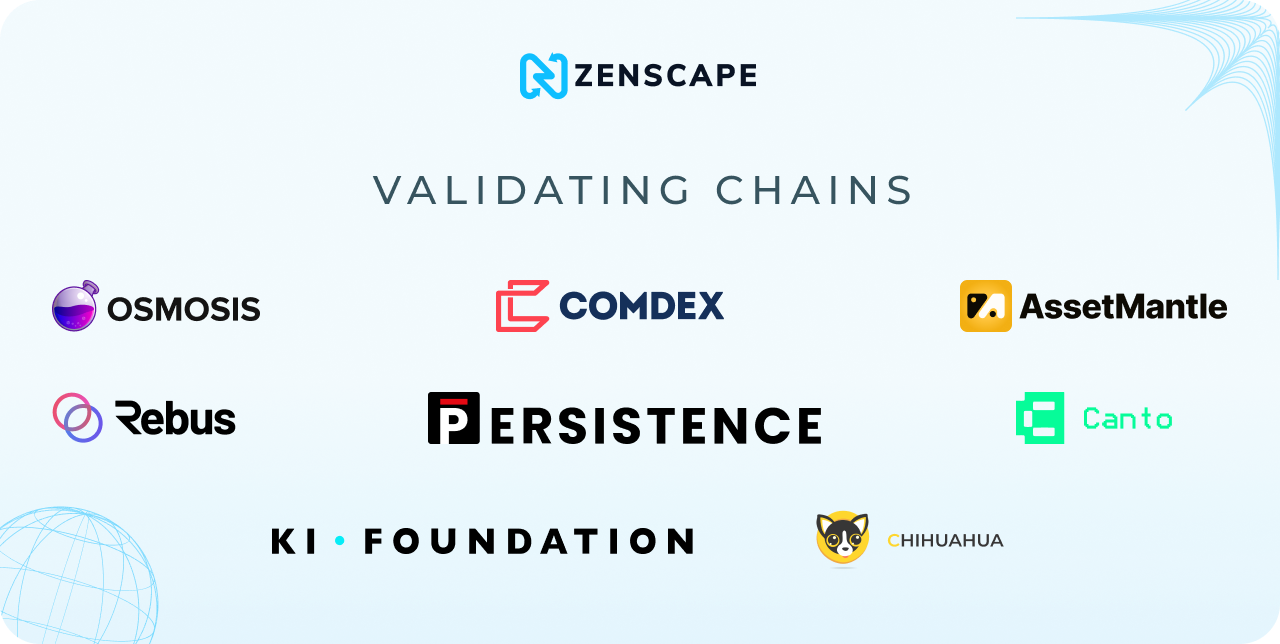 ZENSCAPE
VALIDATING CHAINS
OSMOSIS COMDEX AssetMantle
Rebus PERSISTENCE Canto
KI • FOUNDATION CHIHUAHUA